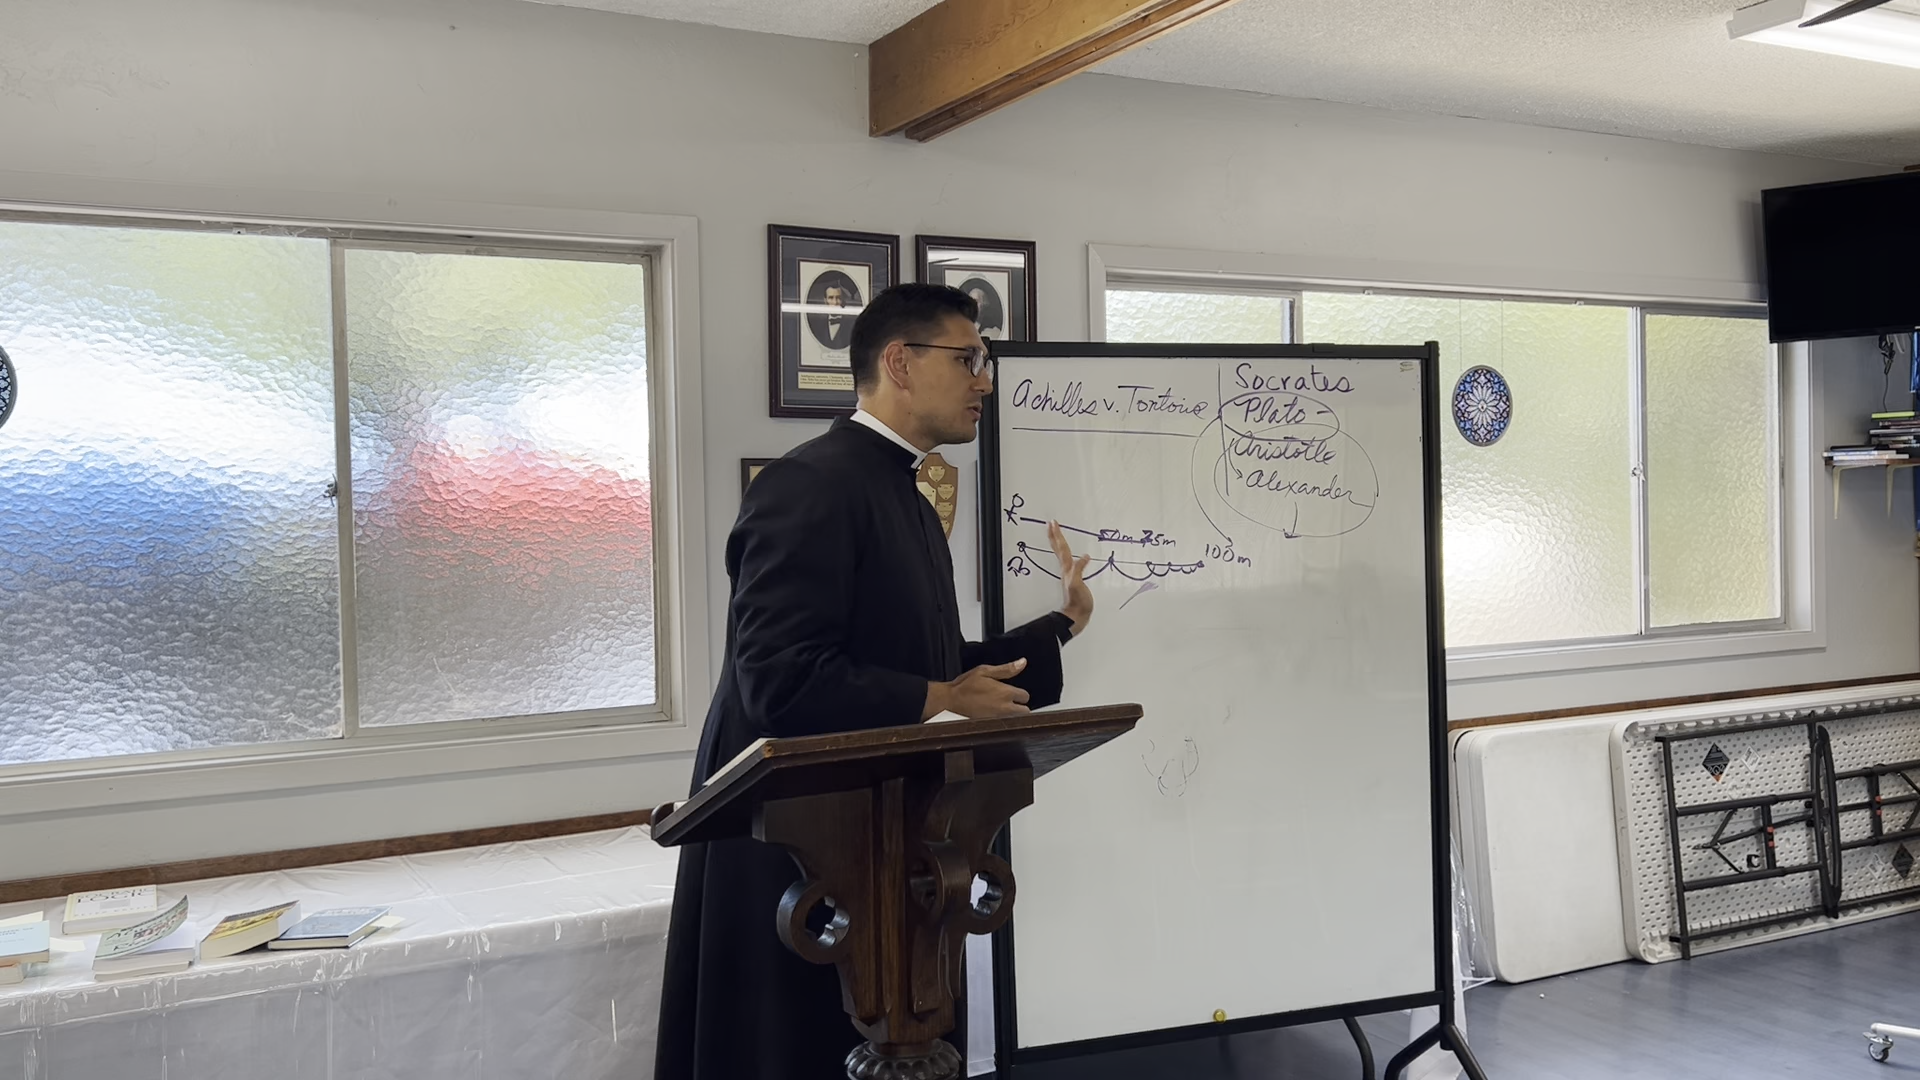 Achilles v. Tortoise
Socrates
Plato -
Aristotle
Alexander
50m 75m
100m